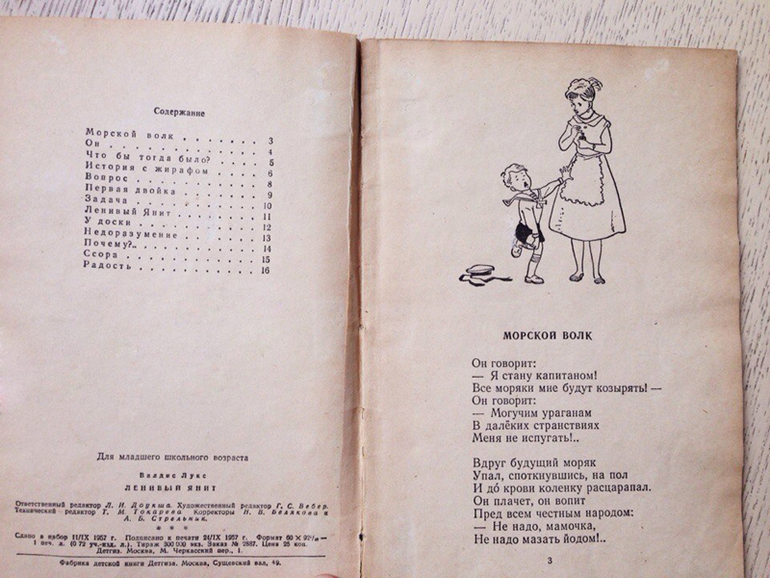 Содержание
Морской волк . . . . . . . 3
Он . . . . . . . . . . . . 4
Что бы тогда было? . . . . 5
История с жирафом . . . . 6
Вопрос . . . . . . . . . . 8
Первая двойка . . . . . . 9
Задача . . . . . . . . . . 10
Ленивый Янит . . . . . . . 11
У доски . . . . . . . . . 12
Недоразумение . . . . . . 13
Почему?.. . . . . . . . . 14
Ссора . . . . . . . . . . 15
Радость . . . . . . . . . 16
Для младшего школьного возраста
Валдис Лукс
ЛЕНИВЫЙ ЯНИТ
Ответственный редактор Л. И. Доукша. Художественный редактор Г. С. Вебер.
Технический редактор Т. М. Токарева Корректоры Н. В. Белякова и
А. Б. Стрельник.
* * *
Сдано в набор 11/IX 1957 г. Подписано к печати 24/IX 1957 г. Формат 60 × 92
1 печ. л. (0 72 уч.-изд. л.). Тираж 300 000 экз. Заказ № 2887. Цена 25 коп.
Детгиз. Москва, М. Черкасский пер., 1.
Фабрика детской книги Детгиза. Москва, Сущевский вал, 49.
МОРСКОЙ ВОЛК
Он говорит:
— Я стану капитаном!
Все моряки мне будут козырять! —
Он говорит:
— Могучим ураганам
В далёких странствиях
Меня не испугать!..
Вдруг будущий моряк
Упал, споткнувшись, на пол
И до́ крови коленку расцарапал.
Он плачет, он вопит
Пред всем честным народом:
— Не надо, мамочка,
Не надо мазать йодом!..
3